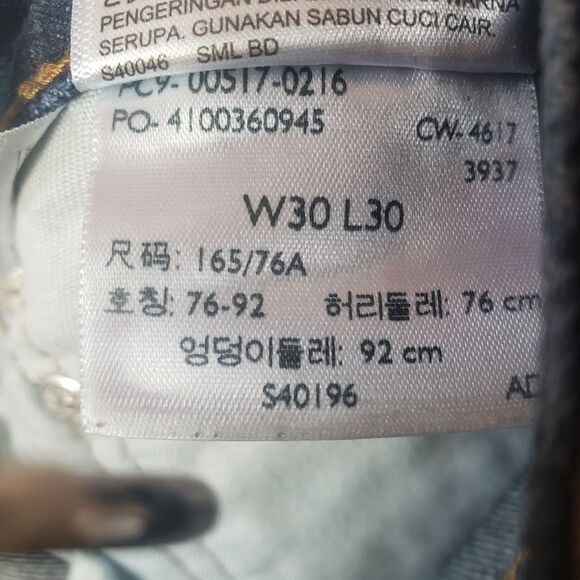 PENGERINGAN
SERUPA. GUNAKAN SABUN CUCI CAIR.
S40046 SML BD
PC9- 00517-0216
PO- 4100360945 CW- 4617
3937
W30 L30
尺码: 165/76A
호칭: 76-92 허리둘레: 76 cm
엉덩이둘레: 92 cm
S40196